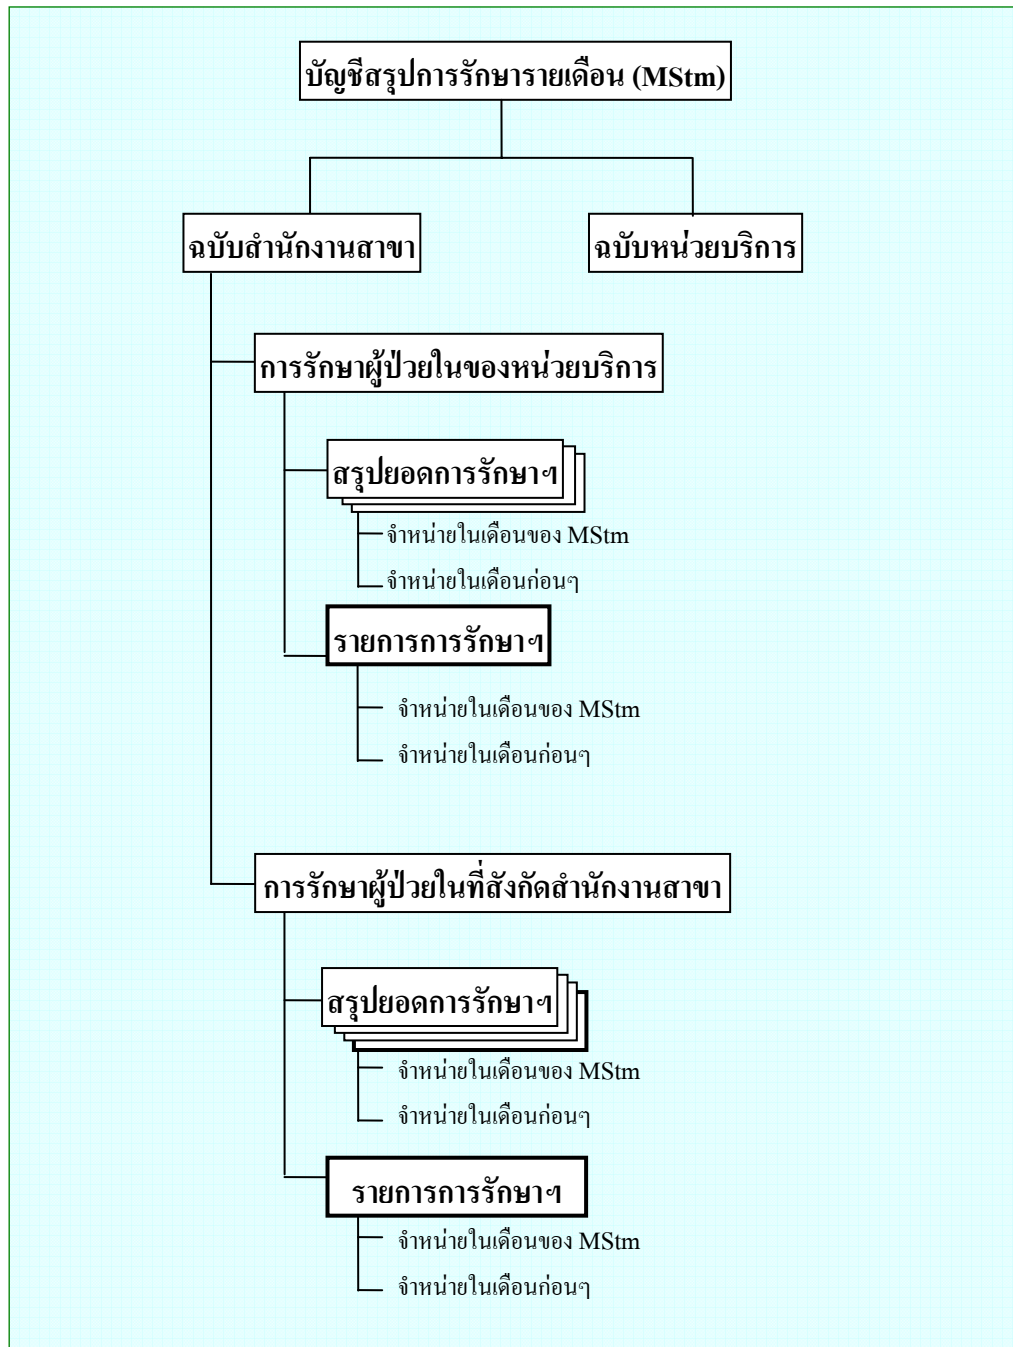 บัญชีสรุปการรักษารายเดือน (MStm)
ฉบับสำนักงานสาขา
ฉบับหน่วยบริการ
การรักษาผู้ป่วยในของหน่วยบริการ
สรุปยอดการรักษาฯ
จำหน่ายในเดือนของ MStm
จำหน่ายในเดือนก่อนๆ
รายการการรักษาฯ
จำหน่ายในเดือนของ MStm
จำหน่ายในเดือนก่อนๆ
การรักษาผู้ป่วยในที่สังกัดสำนักงานสาขา
สรุปยอดการรักษาฯ
จำหน่ายในเดือนของ MStm
จำหน่ายในเดือนก่อนๆ
รายการการรักษาฯ
จำหน่ายในเดือนของ MStm
จำหน่ายในเดือนก่อนๆ